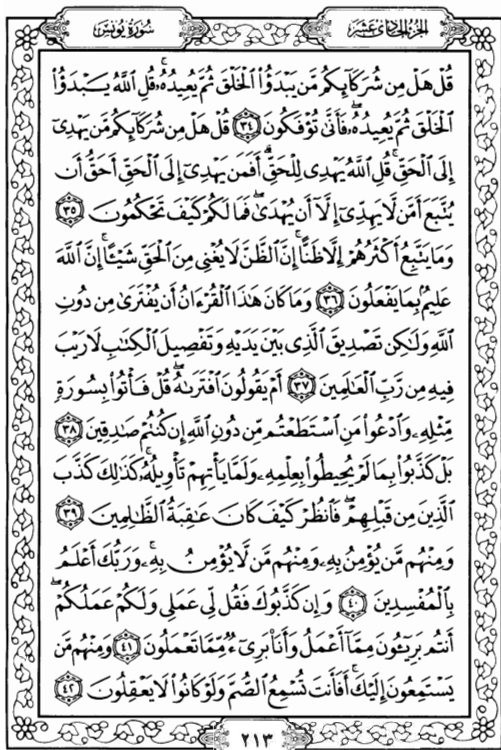 سُورَةُ يُونُسَ
الجزء الحادي عشر
قُلْ هَلْ مِن شُرَكَآئِكُم مَّن يَبْدَؤُا۟ ٱلْخَلْقَ ثُمَّ يُعِيدُهُۥ ۚ قُلِ ٱللَّهُ يَبْدَؤُا۟
ٱلْخَلْقَ ثُمَّ يُعِيدُهُۥ ۖ فَأَنَّىٰ تُؤْفَكُونَ ٣٤ قُلْ هَلْ مِن شُرَكَآئِكُم مَّن يَهْدِىٓ
إِلَى ٱلْحَقِّ ۚ قُلِ ٱللَّهُ يَهْدِى لِلْحَقِّ ۗ أَفَمَن يَهْدِىٓ إِلَى ٱلْحَقِّ أَحَقُّ أَن
يُتَّبَعَ أَمَّن لَّا يَهِدِّىٓ إِلَّآ أَن يُهْدَىٰ ۖ فَمَا لَكُمْ كَيْفَ تَحْكُمُونَ ٣٥
وَمَا يَتَّبِعُ أَكْثَرُهُمْ إِلَّا ظَنًّا ۚ إِنَّ ٱلظَّنَّ لَا يُغْنِى مِنَ ٱلْحَقِّ شَيْـًٔا ۚ إِنَّ ٱللَّهَ
عَلِيمٌۢ بِمَا يَفْعَلُونَ ٣٦ وَمَا كَانَ هَٰذَا ٱلْقُرْءَانُ أَن يُفْتَرَىٰ مِن دُونِ
ٱللَّهِ وَلَٰكِن تَصْدِيقَ ٱلَّذِى بَيْنَ يَدَيْهِ وَتَفْصِيلَ ٱلْكِتَٰبِ لَا رَيْبَ
فِيهِ مِن رَّبِّ ٱلْعَٰلَمِينَ ٣٧ أَمْ يَقُولُونَ ٱفْتَرَىٰهُ ۖ قُلْ فَأْتُوا۟ بِسُورَةٍ
مِّثْلِهِۦ وَٱدْعُوا۟ مَنِ ٱسْتَطَعْتُم مِّن دُونِ ٱللَّهِ إِن كُنتُمْ صَٰدِقِينَ ٣٨
بَلْ كَذَّبُوا۟ بِمَا لَمْ يُحِيطُوا۟ بِعِلْمِهِۦ وَلَمَّا يَأْتِهِمْ تَأْوِيلُهُۥ ۚ كَذَٰلِكَ كَذَّبَ
ٱلَّذِينَ مِن قَبْلِهِمْ ۖ فَٱنظُرْ كَيْفَ كَانَ عَٰقِبَةُ ٱلظَّٰلِمِينَ ٣٩
وَمِنْهُم مَّن يُؤْمِنُ بِهِۦ وَمِنْهُم مَّن لَّا يُؤْمِنُ بِهِۦ ۚ وَرَبُّكَ أَعْلَمُ
بِٱلْمُفْسِدِينَ ٤٠ وَإِن كَذَّبُوكَ فَقُل لِّى عَمَلِى وَلَكُمْ عَمَلُكُمْ ۖ
أَنتُم بَرِيٓـُٔونَ مِمَّآ أَعْمَلُ وَأَنَا۠ بَرِىٓءٌ مِّمَّا تَعْمَلُونَ ٤١ وَمِنْهُم مَّن
يَسْتَمِعُونَ إِلَيْكَ ۚ أَفَأَنتَ تُسْمِعُ ٱلصُّمَّ وَلَوْ كَانُوا۟ لَا يَعْقِلُونَ ٤٢
٢١٣